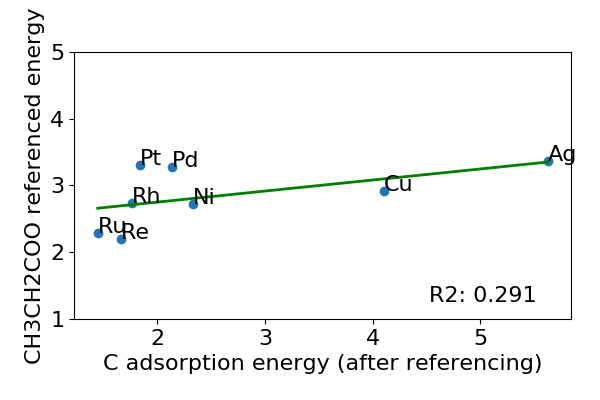 CH3CH2COO referenced energy
5
4
3
2
1
Pt
Pd
Ag
Cu
Rh
Ni
Ru
Re
R2: 0.291
2
3
4
5
C adsorption energy (after referencing)